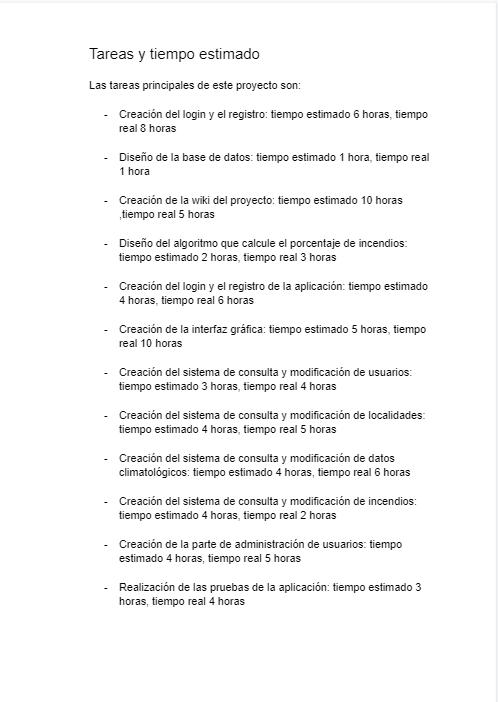 Tareas y tiempo estimado
Las tareas principales de este proyecto son:
- Creación del login y el registro: tiempo estimado 6 horas, tiempo
real 8 horas
- Diseño de la base de datos: tiempo estimado 1 hora, tiempo real
1 hora
- Creación de la wiki del proyecto: tiempo estimado 10 horas
,tiempo real 5 horas
- Diseño del algoritmo que calcule el porcentaje de incendios:
tiempo estimado 2 horas, tiempo real 3 horas
- Creación del login y el registro de la aplicación: tiempo estimado
4 horas, tiempo real 6 horas
- Creación de la interfaz gráfica: tiempo estimado 5 horas, tiempo
real 10 horas
- Creación del sistema de consulta y modificación de usuarios:
tiempo estimado 3 horas, tiempo real 4 horas
- Creación del sistema de consulta y modificación de localidades:
tiempo estimado 4 horas, tiempo real 5 horas
- Creación del sistema de consulta y modificación de datos
climatológicos: tiempo estimado 4 horas, tiempo real 6 horas
- Creación del sistema de consulta y modificación de incendios:
tiempo estimado 4 horas, tiempo real 2 horas
- Creación de la parte de administración de usuarios: tiempo
estimado 4 horas, tiempo real 5 horas
- Realización de las pruebas de la aplicación: tiempo estimado 3
horas, tiempo real 4 horas